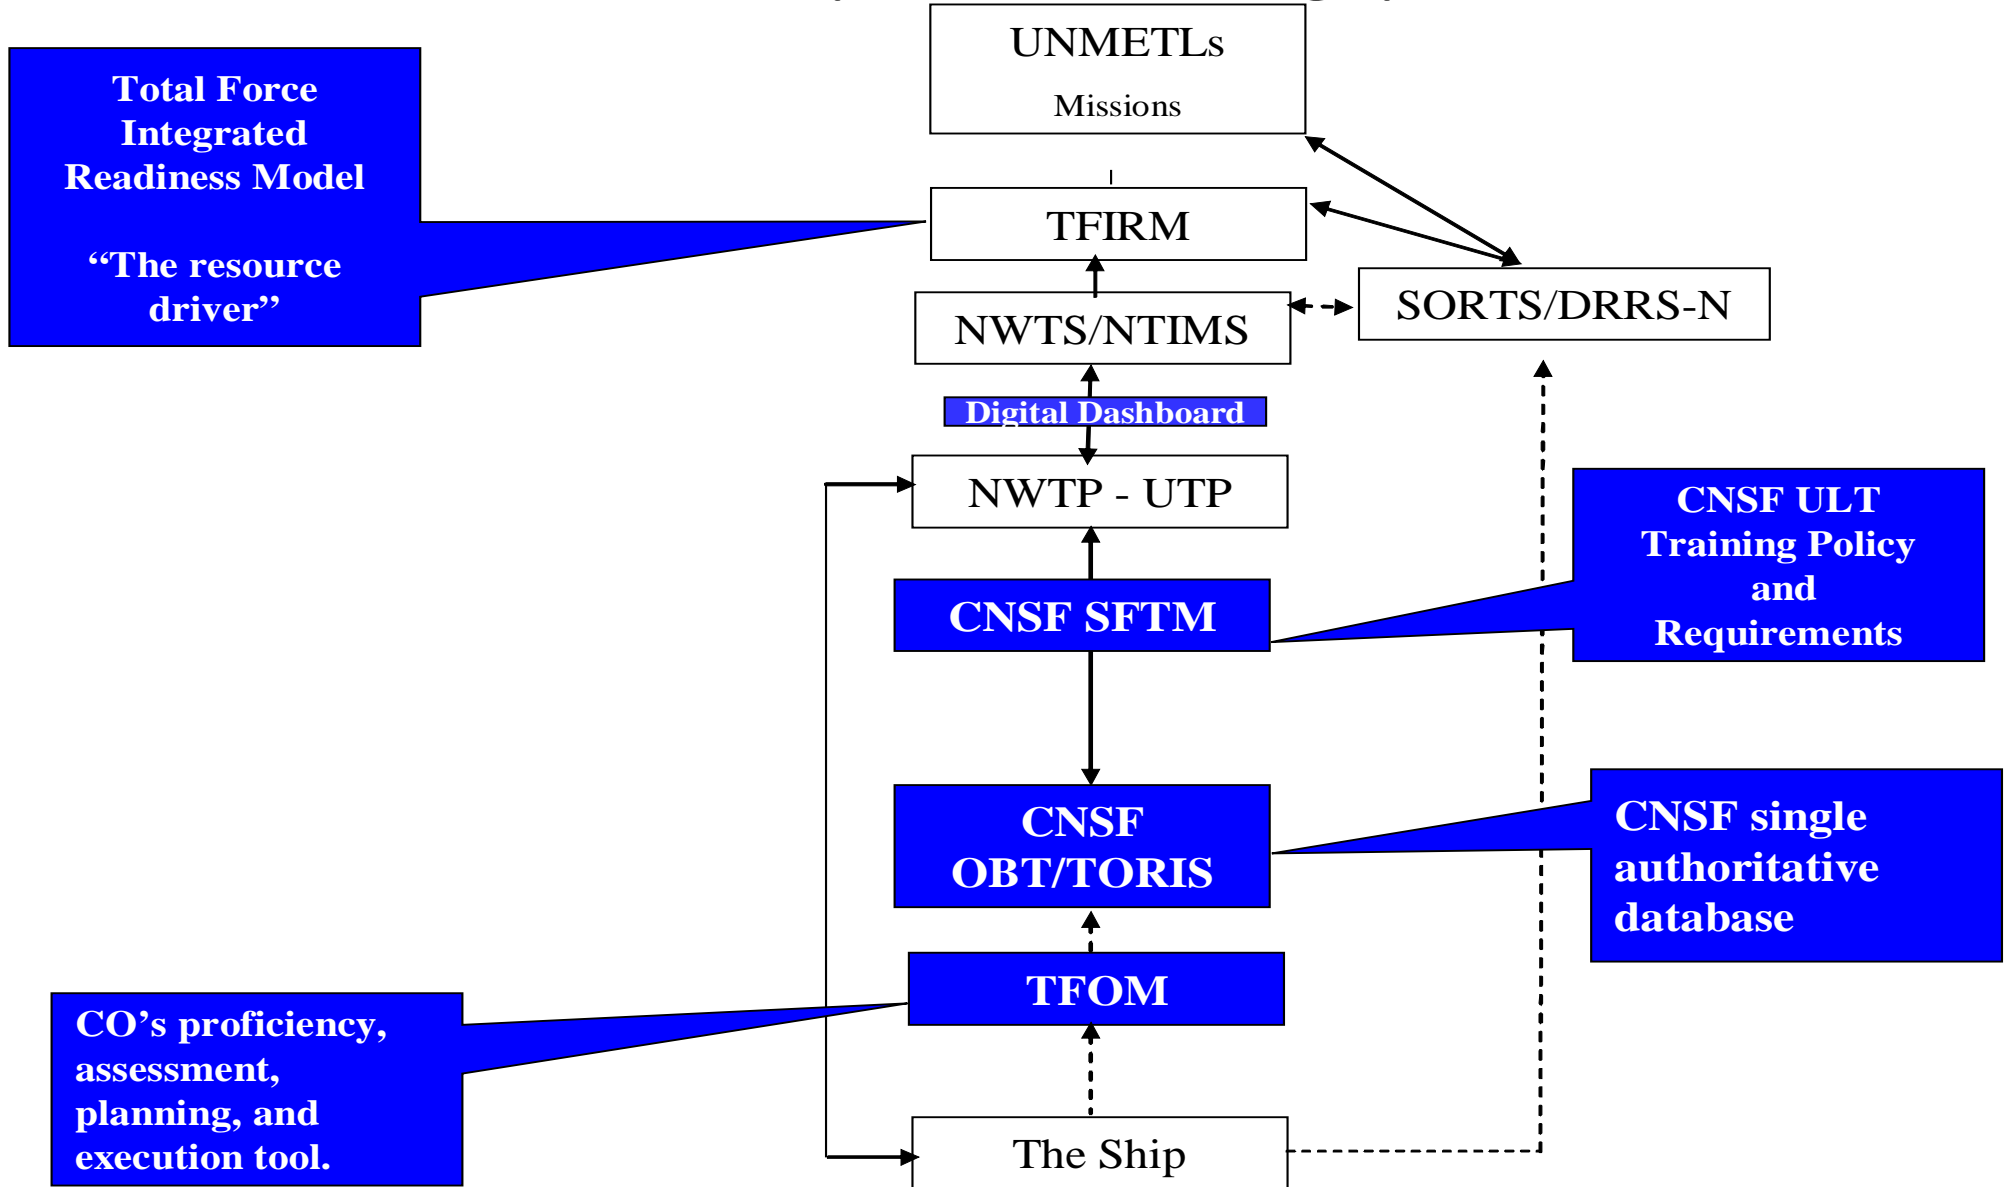 UNMETLs
Missions
Total Force
Integrated
Readiness Model
“The resource
driver”
TFIRM
SORTS/DRRS-N
NWTS/NTIMS
Digital Dashboard
NWTP - UTP
CNSF ULT
Training Policy
and
Requirements
CNSF SFTM
CNSF
OBT/TORIS
CNSF single
authoritative
database
TFOM
CO’s proficiency,
assessment,
planning, and
execution tool.
The Ship